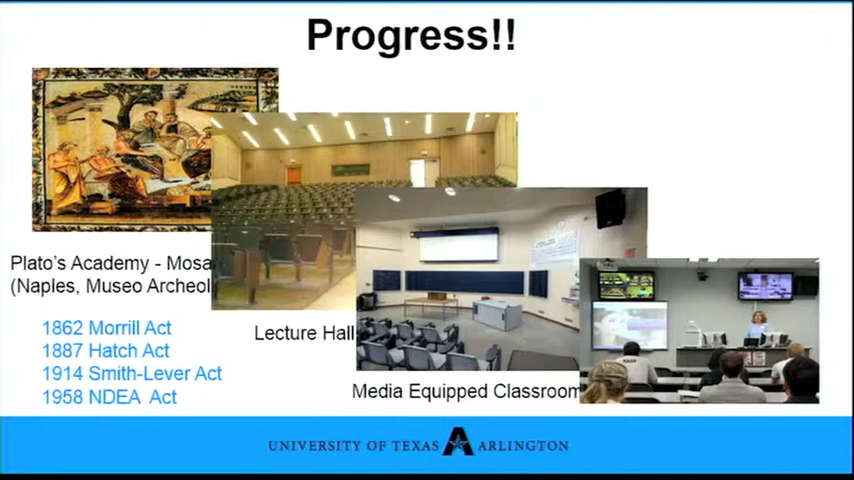 Progress!!
Plato's Academy - Mosa
(Naples, Museo Archeol
1862 Morrill Act
1887 Hatch Act
1914 Smith-Lever Act
1958 NDEA Act
Lecture Hall
Media Equipped Classroom
UNIVERSITY OF TEXAS A ARLINGTON